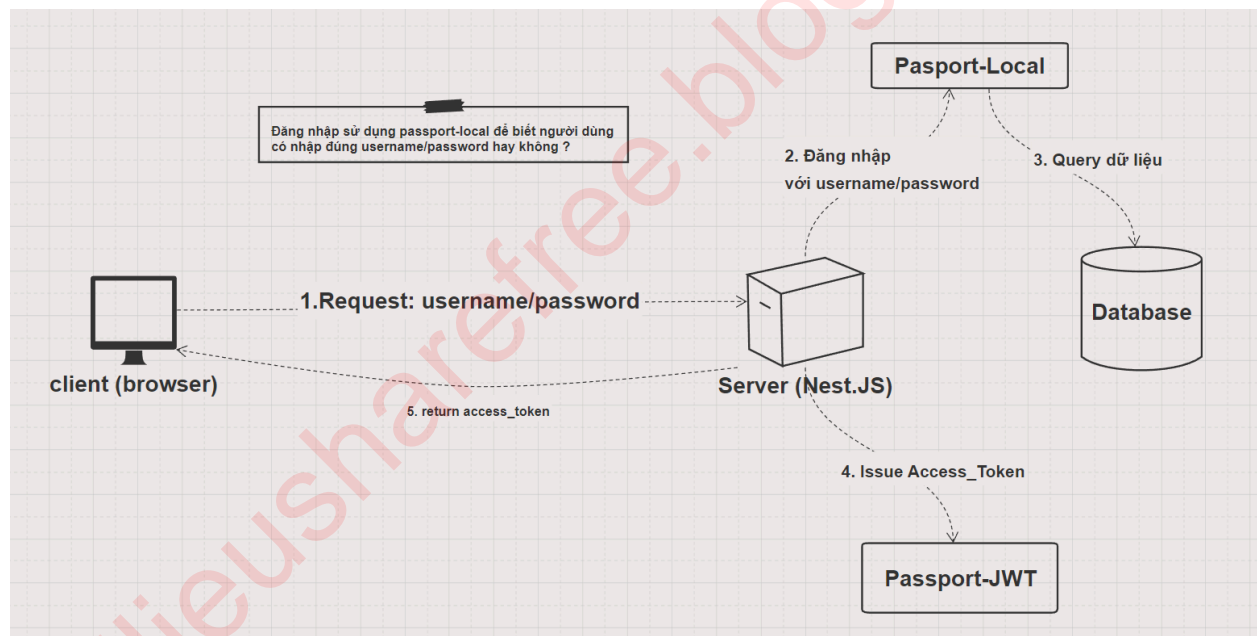 Pasport-Local
Đăng nhập sử dụng passport-local để biết người dùng
có nhập đúng username/password hay không ?
2. Đăng nhập
với username/password
3. Query dữ liệu
1.Request: username/password
Database
client (browser)
Server (Nest.JS)
5. return access_token
4. Issue Access_Token
Passport-JWT
lieusharefree.blog